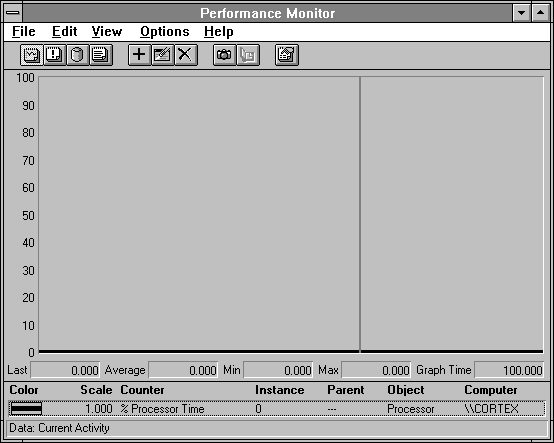 Performance Monitor
File Edit View Options Help
100
90
80
70
60
50
40
30
20
10
0
Last 0.000 Average 0.000 Min 0.000 Max 0.000 Graph Time 100.000
Color Scale Counter Instance Parent Object Computer
1.000 % Processor Time 0 --- Processor \\CORTEX
Data: Current Activity